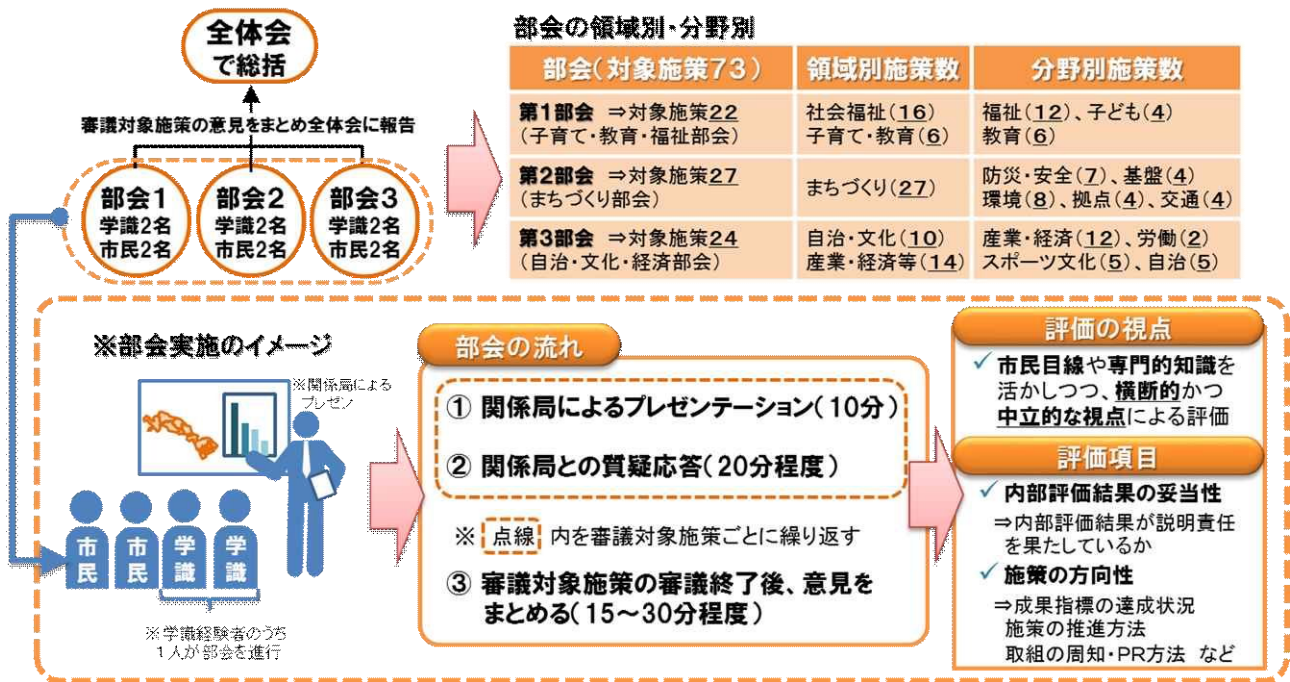 全体会
で総括
審議対象施策の意見をまとめ全体会に報告
部会1
学識2名
市民2名
部会2
学識2名
市民2名
部会3
学識2名
市民2名
部会の領域別・分野別
部会(対象施策73)
領域別施策数
分野別施策数
第1部会 ⇒対象施策22
(子育て・教育・福祉部会)
社会福祉(16)
子育て・教育(6)
福祉(12)、子ども(4)
教育(6)
第2部会 ⇒対象施策27
(まちづくり部会)
まちづくり(27)
防災・安全(7)、基盤(4)
環境(8)、拠点(4)、交通(4)
第3部会 ⇒対象施策24
(自治・文化・経済部会)
自治・文化(10)
産業・経済等(14)
産業・経済(12)、労働(2)
スポーツ文化(5)、自治(5)
※部会実施のイメージ
※関係局による
プレゼン
市民
市民
学識
学識
※学識経験者のうち
1人が部会を進行
部会の流れ
① 関係局によるプレゼンテーション(10分)
② 関係局との質疑応答(20分程度)
※ 点線 内を審議対象施策ごとに繰り返す
③ 審議対象施策の審議終了後、意見を
まとめる(15～30分程度)
評価の視点
✓ 市民目線や専門的知識を
活かしつつ、横断的かつ
中立的な視点による評価
評価項目
✓ 内部評価結果の妥当性
⇒内部評価結果が説明責任
を果たしているか
✓ 施策の方向性
⇒成果指標の達成状況
施策の推進方法
取組の周知・PR方法 など